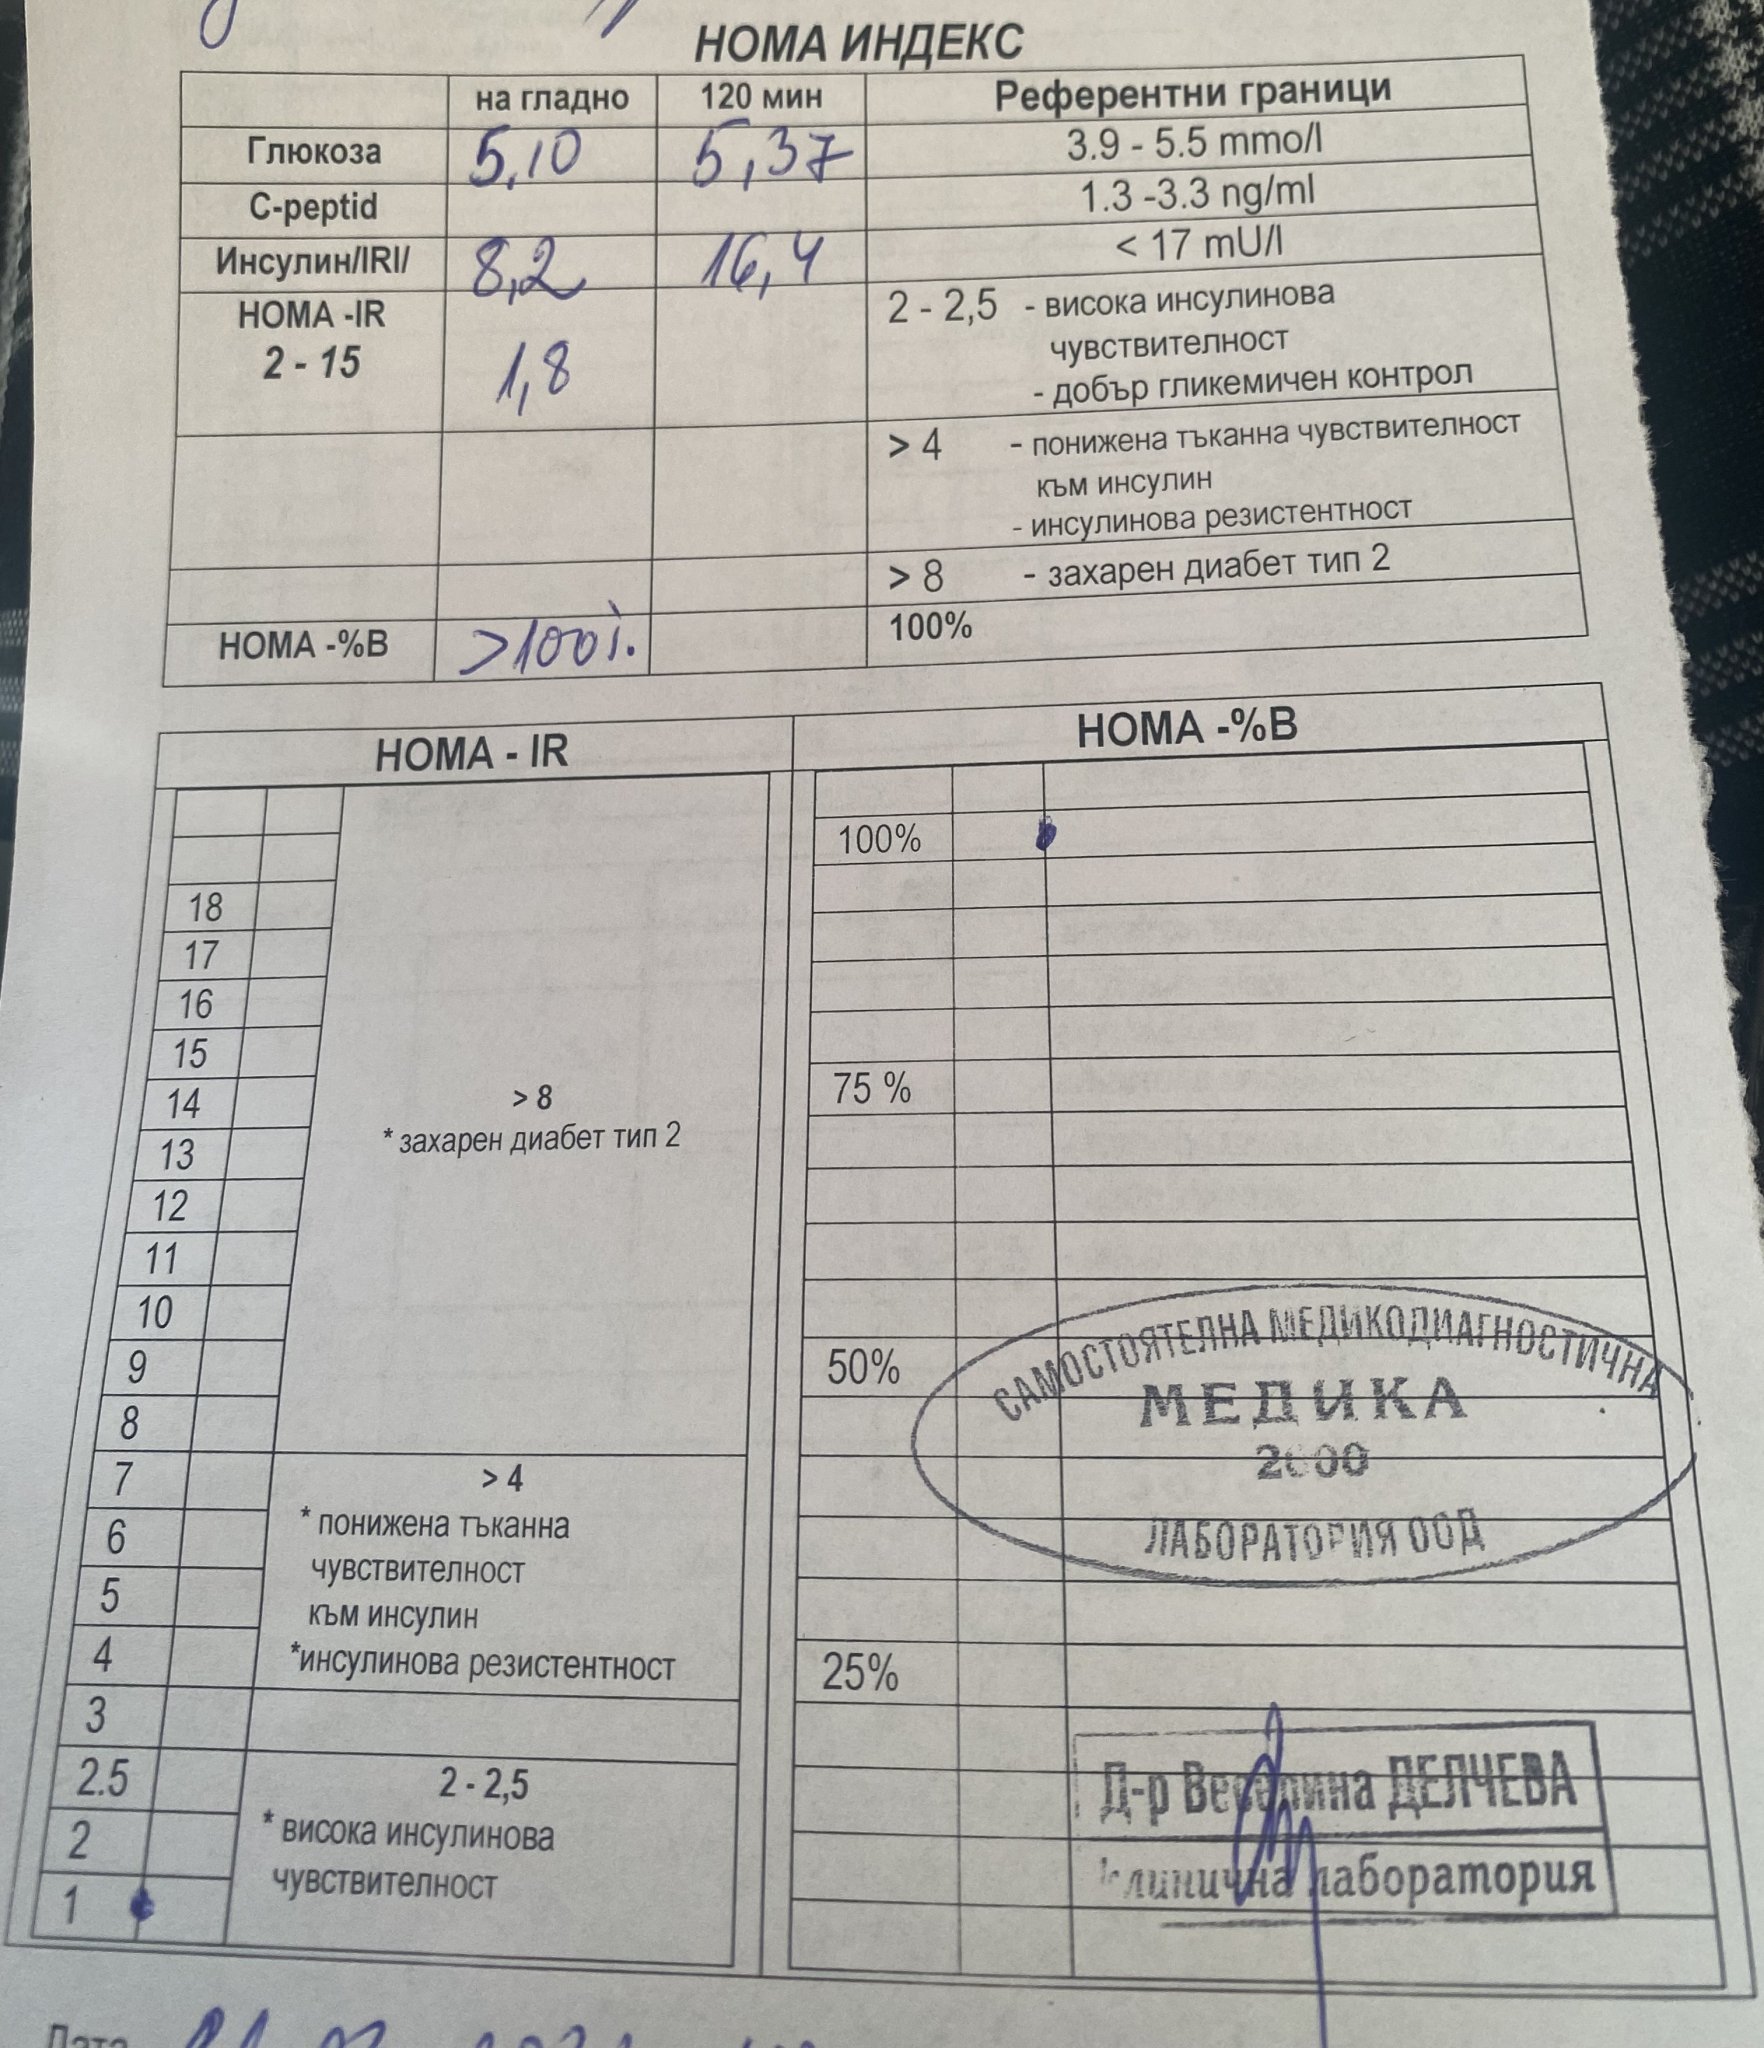 НОМА ИНДЕКС
на гладно 120 мин Референтни граници
Глюкоза 5,10 5,37 3.9 - 5.5 mmo/l
C-peptid 1.3 -3.3 ng/ml
Инсулин/IRI/ 8,2 16,4 < 17 mU/l
НОМА -IR 2 - 2,5 - висока инсулинова
2 - 15 1,8 чувствителност
- добър гликемичен контрол
> 4 - понижена тъканна чувствителност
към инсулин
- инсулинова резистентност
> 8 - захарен диабет тип 2
НОМА -%B >100%. 100%
НОМА - IR
18
17
16
15
14
13
12
11
10
9
8
> 8
* захарен диабет тип 2
7
6
5
4
> 4
* понижена тъканна
чувствителност
към инсулин
*инсулинова резистентност
3
2.5
2
1
2 - 2,5
* висока инсулинова
чувствителност
НОМА -%B
100%
75 %
50%
25%
САМОСТОЯТЕЛНА МЕДИКОДИАГНОСТИЧНА
МЕДИКА
2000
ЛАБОРАТОРИЯ ООД
Д-р Веселина ДЕЛЧЕВА
Клинична лаборатория
Дата